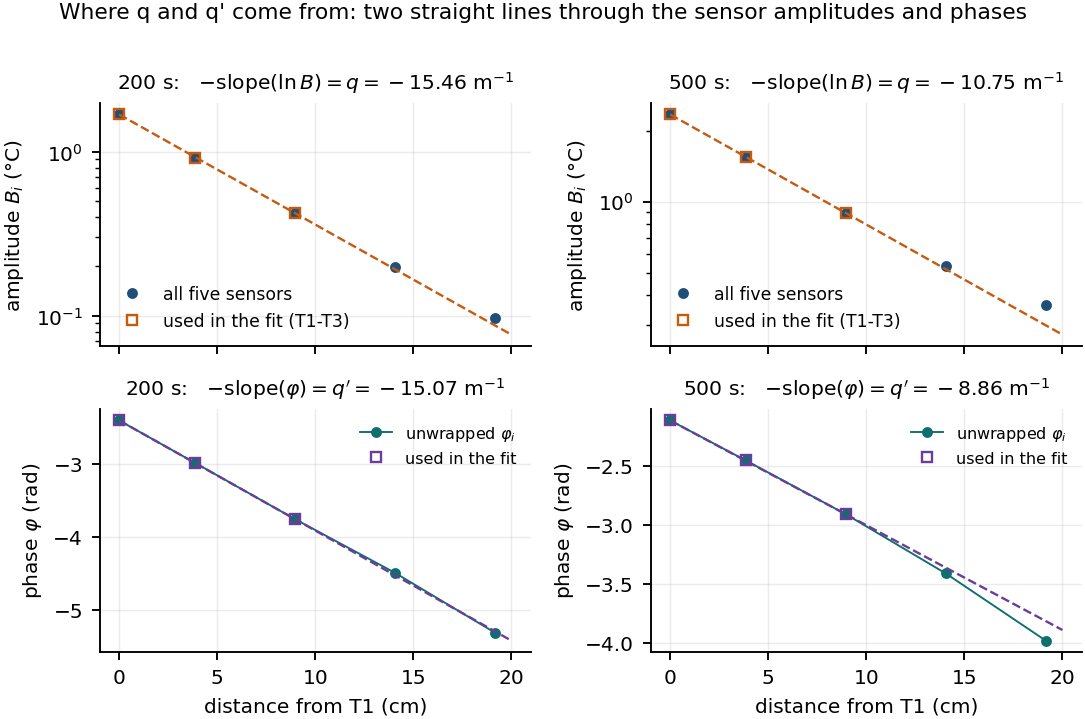 Where q and q' come from: two straight lines through the sensor amplitudes and phases
200 s: −slope(ln B) = q = −15.46 m⁻¹
500 s: −slope(ln B) = q = −10.75 m⁻¹
amplitude Bᵢ (°C)
10⁰
10⁻¹
all five sensors
used in the fit (T1-T3)
amplitude Bᵢ (°C)
10⁰
all five sensors
used in the fit (T1-T3)
200 s: −slope(φ) = q′ = −15.07 m⁻¹
500 s: −slope(φ) = q′ = −8.86 m⁻¹
phase φ (rad)
−3
−4
−5
unwrapped φᵢ
used in the fit
0 5 10 15 20
distance from T1 (cm)
phase φ (rad)
−2.5
−3.0
−3.5
−4.0
unwrapped φᵢ
used in the fit
0 5 10 15 20
distance from T1 (cm)